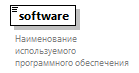 software
Наименование
используемого
программного обеспечения